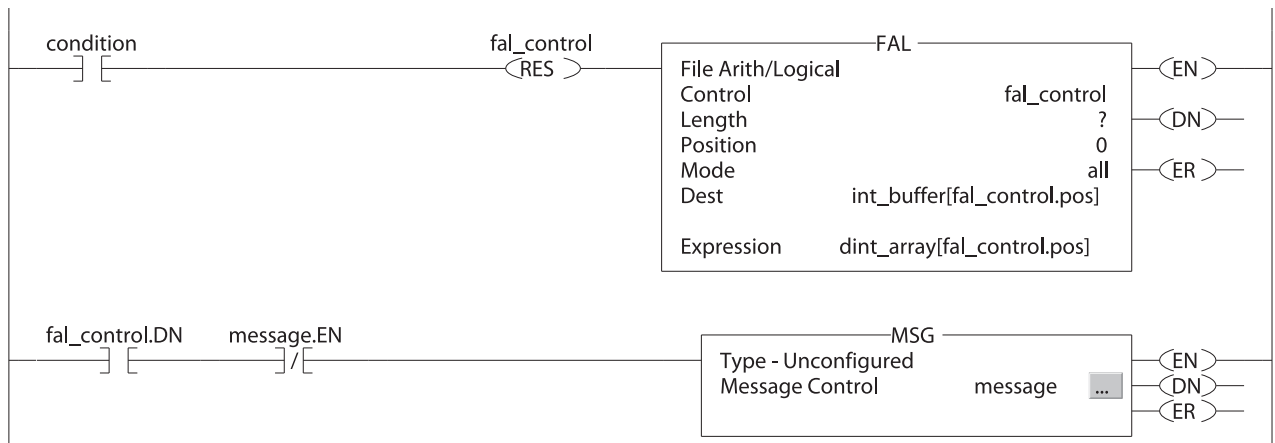 condition
fal_control
RES
FAL
File Arith/Logical
Control fal_control
Length ?
Position 0
Mode all
Dest int_buffer[fal_control.pos]
Expression dint_array[fal_control.pos]
EN
DN
ER
fal_control.DN
message.EN
MSG
Type - Unconfigured
Message Control message ...
EN
DN
ER